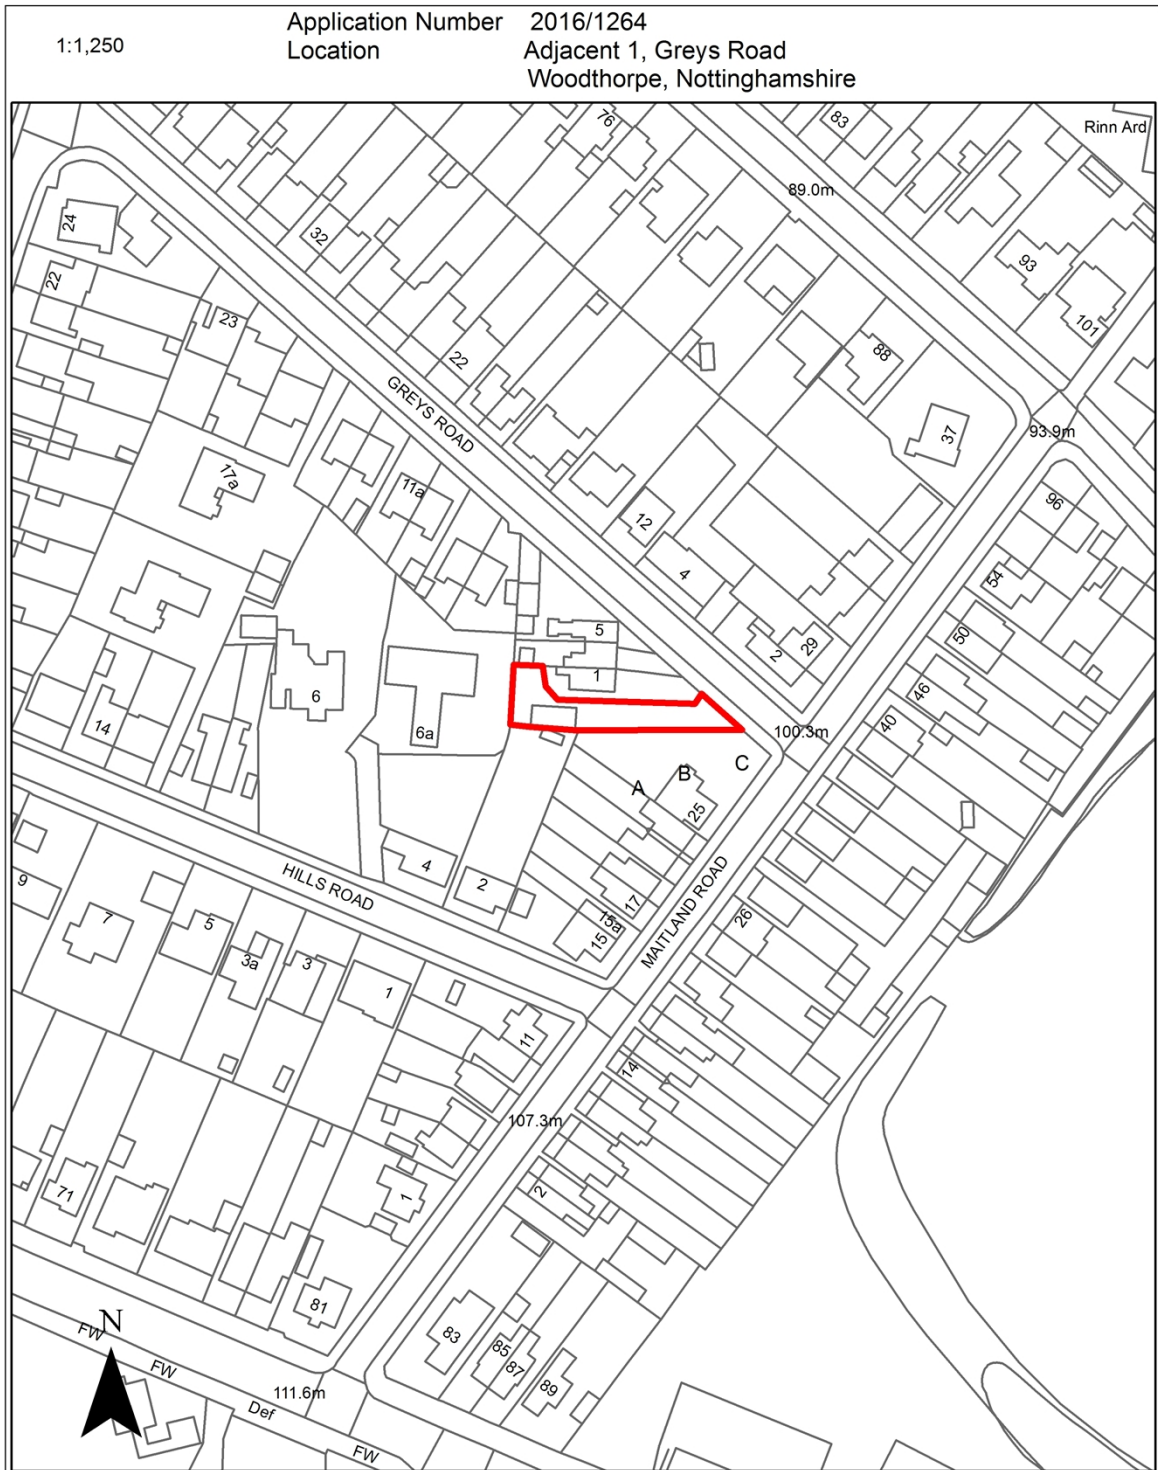 Application Number 2016/1264
1:1,250
Location Adjacent 1, Greys Road
Woodthorpe, Nottinghamshire
76
83
Rinn Ard
89.0m
24
32
93
22
101
23
22
88
GREYS ROAD
37
93.9m
17a
11a
96
12
4
54
5
50
2
29
1
46
6
14
6a
40
100.3m
C
B
A
25
4
HILLS ROAD
2
MAITLAND ROAD
9
17
15a
15
7
5
26
3a
3
1
11
14
107.3m
71
1
2
81
N
FW
83
85
87
89
FW
111.6m
Def
FW